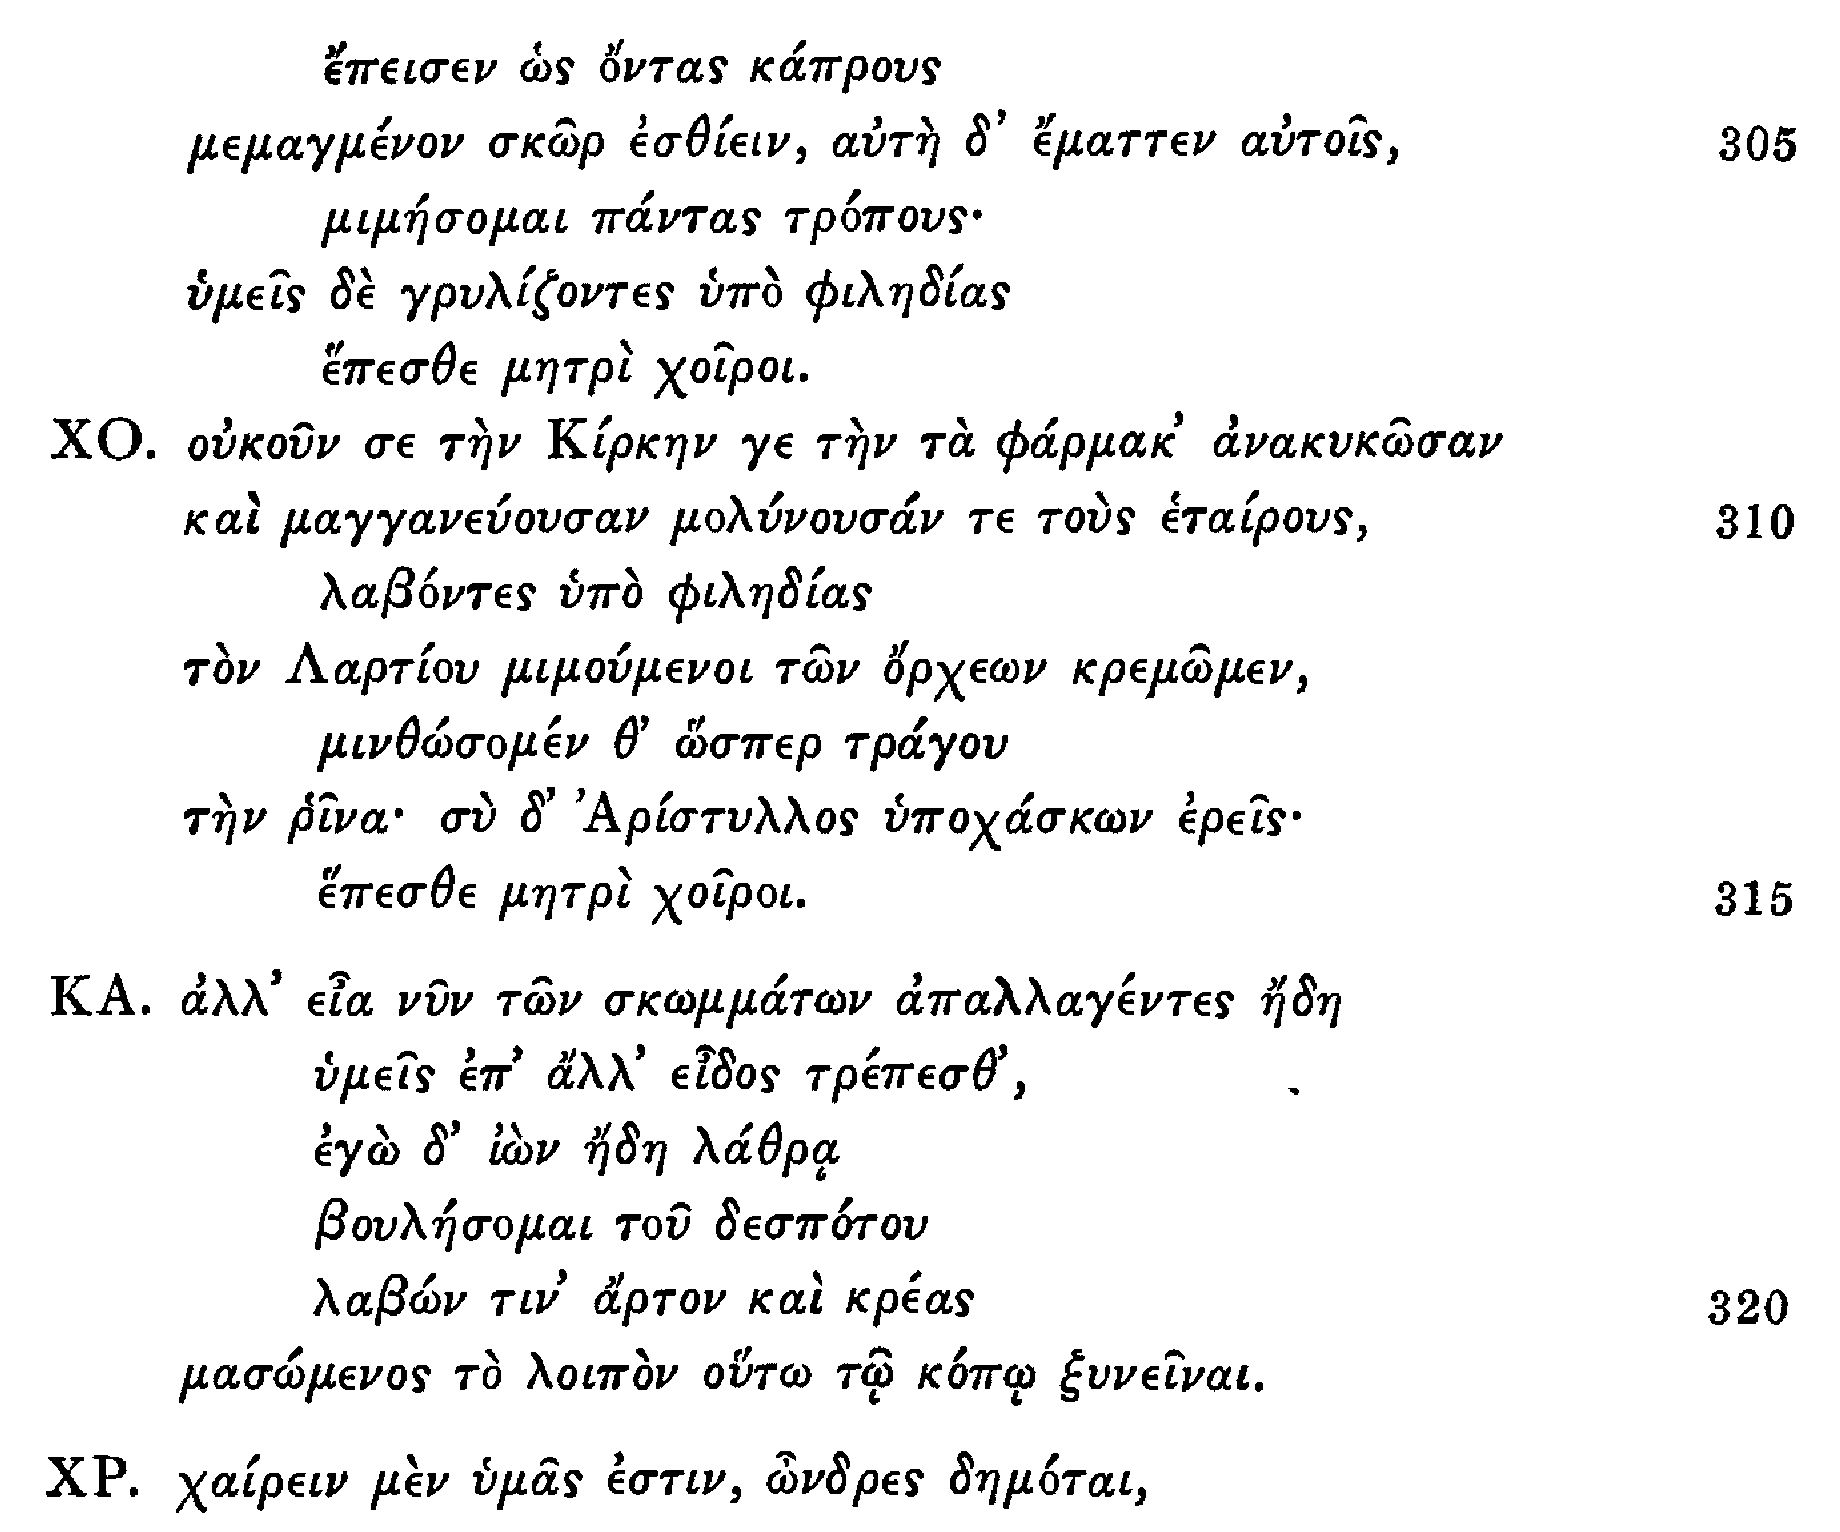 ἔπεισεν ὡς ὄντας κάπρους
μεμαγμένον σκῶρ ἐσθίειν, αὐτὴ δ’ ἔματτεν αὐτοῖς, 305
μιμήσομαι πάντας τρόπους·
ὑμεῖς δὲ γρυλίζοντες ὑπὸ φιληδίας
ἕπεσθε μητρὶ χοῖροι.
ΧΟ. οὐκοῦν σε τὴν Κίρκην γε τὴν τὰ φάρμακ’ ἀνακυκῶσαν
καὶ μαγγανεύουσαν μολύνουσάν τε τοὺς ἑταίρους, 310
λαβόντες ὑπὸ φιληδίας
τὸν Λαρτίου μιμούμενοι τῶν ὄρχεων κρεμῶμεν,
μινθώσομέν θ’ ὥσπερ τράγου
τὴν ῥῖνα· σὺ δ’ Ἀρίστυλλος ὑποχάσκων ἐρεῖς·
ἕπεσθε μητρὶ χοῖροι. 315
ΚΑ. ἀλλ’ εἶα νῦν τῶν σκωμμάτων ἀπαλλαγέντες ἤδη
ὑμεῖς ἐπ’ ἄλλ’ εἶδος τρέπεσθ’,
ἐγὼ δ’ ἰὼν ἤδη λάθρᾳ
βουλήσομαι τοῦ δεσπότου
λαβών τιν’ ἄρτον καὶ κρέας 320
μασώμενος τὸ λοιπὸν οὕτω τῷ κόπῳ ξυνεῖναι.
ΧΡ. χαίρειν μὲν ὑμᾶς ἐστιν, ὦνδρες δημόται,